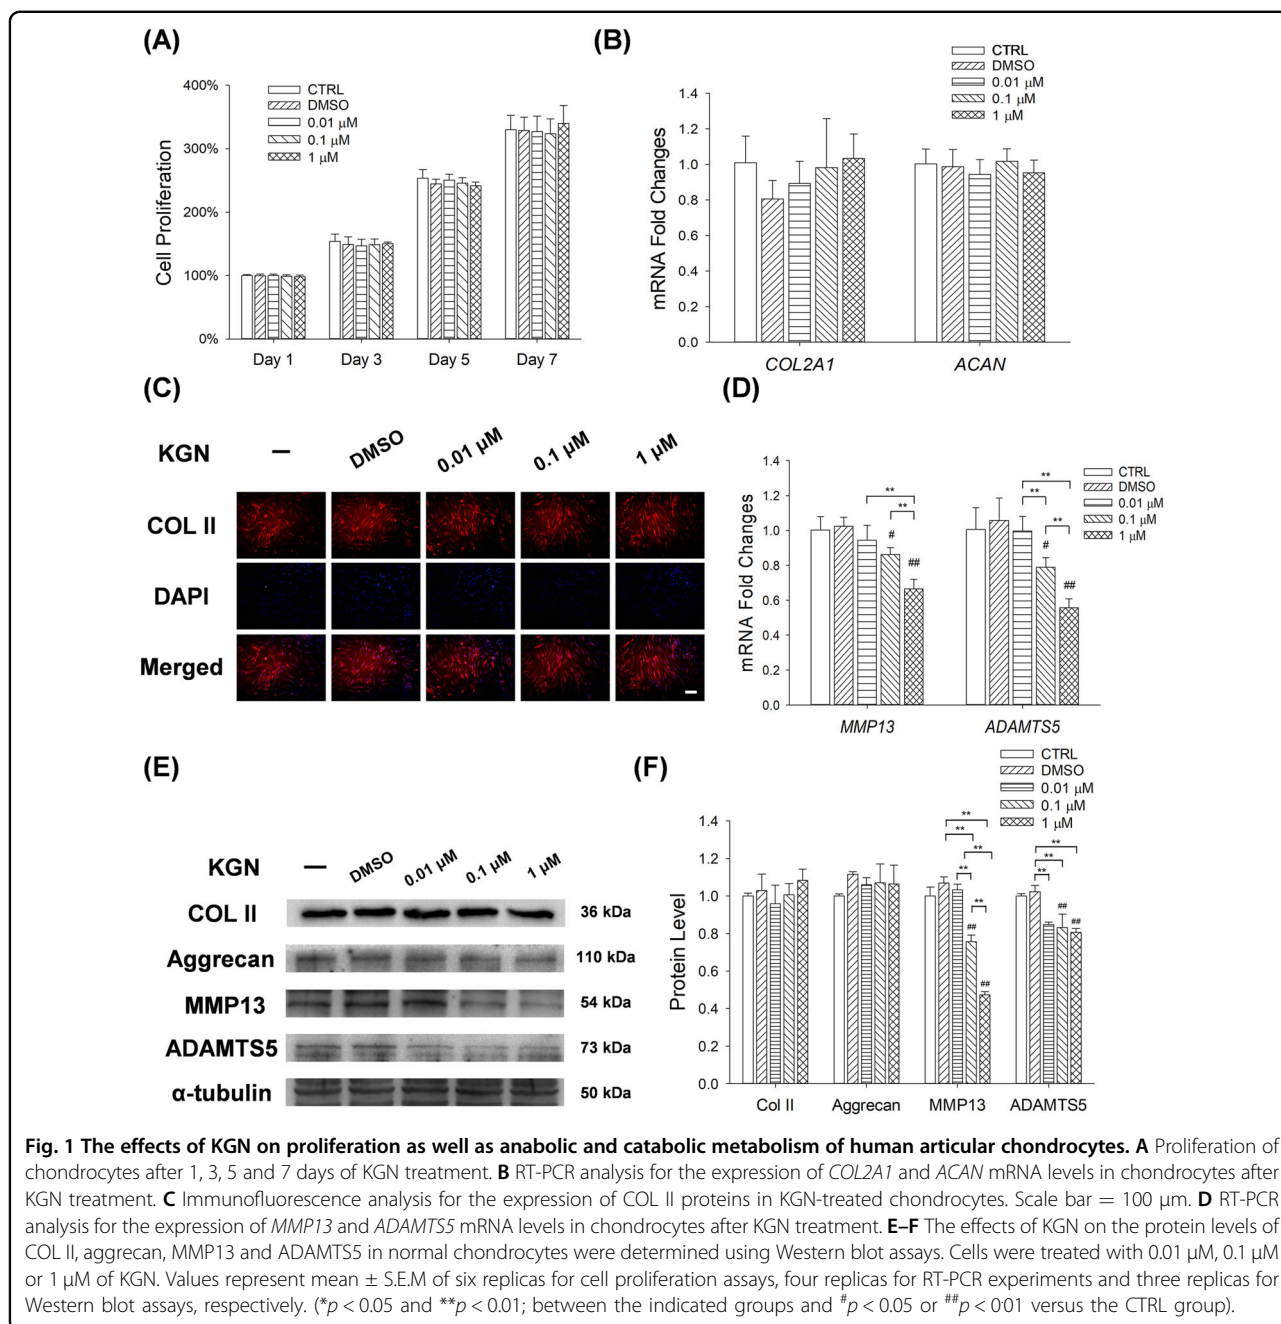 (A)
400%
300%
200%
100%
0%
Cell Proliferation
CTRL
DMSO
0.01 μM
0.1 μM
1 μM
Day 1
Day 3
Day 5
Day 7
(B)
CTRL
DMSO
0.01 μM
0.1 μM
1 μM
1.4
1.2
1.0
0.8
0.6
0.4
0.2
0.0
mRNA Fold Changes
COL2A1
ACAN
(C)
KGN
—
DMSO
0.01 μM
0.1 μM
1 μM
COL II
DAPI
Merged
(D)
1.4
1.2
1.0
0.8
0.6
0.4
0.2
0.0
mRNA Fold Changes
CTRL
DMSO
0.01 μM
0.1 μM
1 μM
**
**
#
##
**
**
**
#
##
MMP13
ADAMTS5
(E)
KGN
—
DMSO
0.01 μM
0.1 μM
1 μM
COL II
36 kDa
Aggrecan
110 kDa
MMP13
54 kDa
ADAMTS5
73 kDa
α-tubulin
50 kDa
(F)
CTRL
DMSO
0.01 μM
0.1 μM
1 μM
1.4
1.2
1.0
0.8
0.6
0.4
0.2
0.0
Protein Level
**
**
**
**
**
##
##
**
**
**
##
##
Col II
Aggrecan
MMP13
ADAMTS5
Fig. 1 The effects of KGN on proliferation as well as anabolic and catabolic metabolism of human articular chondrocytes. A Proliferation of
chondrocytes after 1, 3, 5 and 7 days of KGN treatment. B RT-PCR analysis for the expression of COL2A1 and ACAN mRNA levels in chondrocytes after
KGN treatment. C Immunofluorescence analysis for the expression of COL II proteins in KGN-treated chondrocytes. Scale bar = 100 μm. D RT-PCR
analysis for the expression of MMP13 and ADAMTS5 mRNA levels in chondrocytes after KGN treatment. E–F The effects of KGN on the protein levels of
COL II, aggrecan, MMP13 and ADAMTS5 in normal chondrocytes were determined using Western blot assays. Cells were treated with 0.01 μM, 0.1 μM
or 1 μM of KGN. Values represent mean ± S.E.M of six replicas for cell proliferation assays, four replicas for RT-PCR experiments and three replicas for
Western blot assays, respectively. (*p < 0.05 and **p < 0.01; between the indicated groups and #p < 0.05 or ##p < 001 versus the CTRL group).